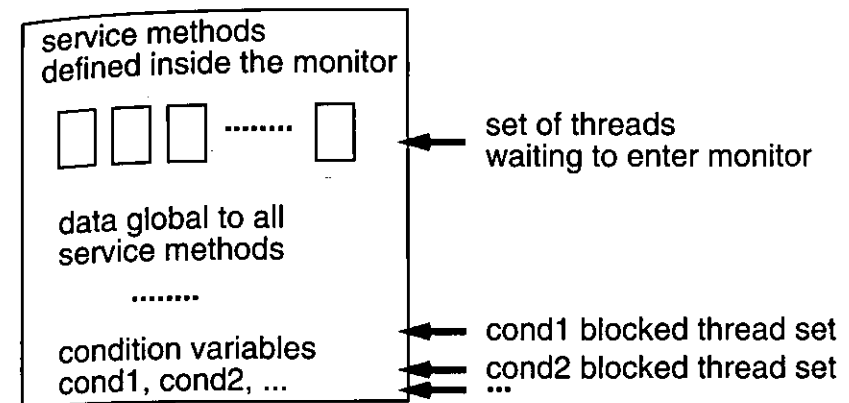 service methods
defined inside the monitor
........
set of threads
waiting to enter monitor
data global to all
service methods
........
condition variables
cond1, cond2, ...
cond1 blocked thread set
cond2 blocked thread set
...